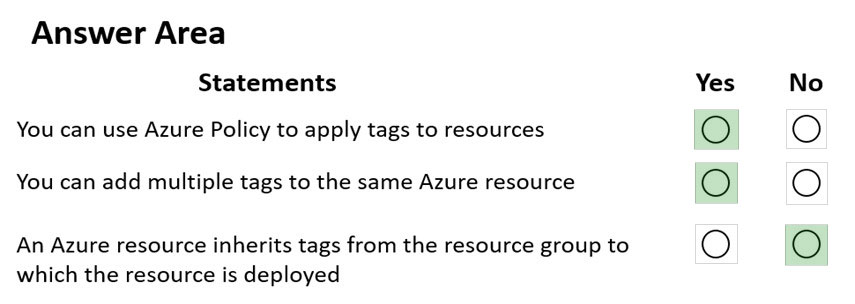 Answer Area
Statements Yes No
You can use Azure Policy to apply tags to resources
You can add multiple tags to the same Azure resource
An Azure resource inherits tags from the resource group to
which the resource is deployed